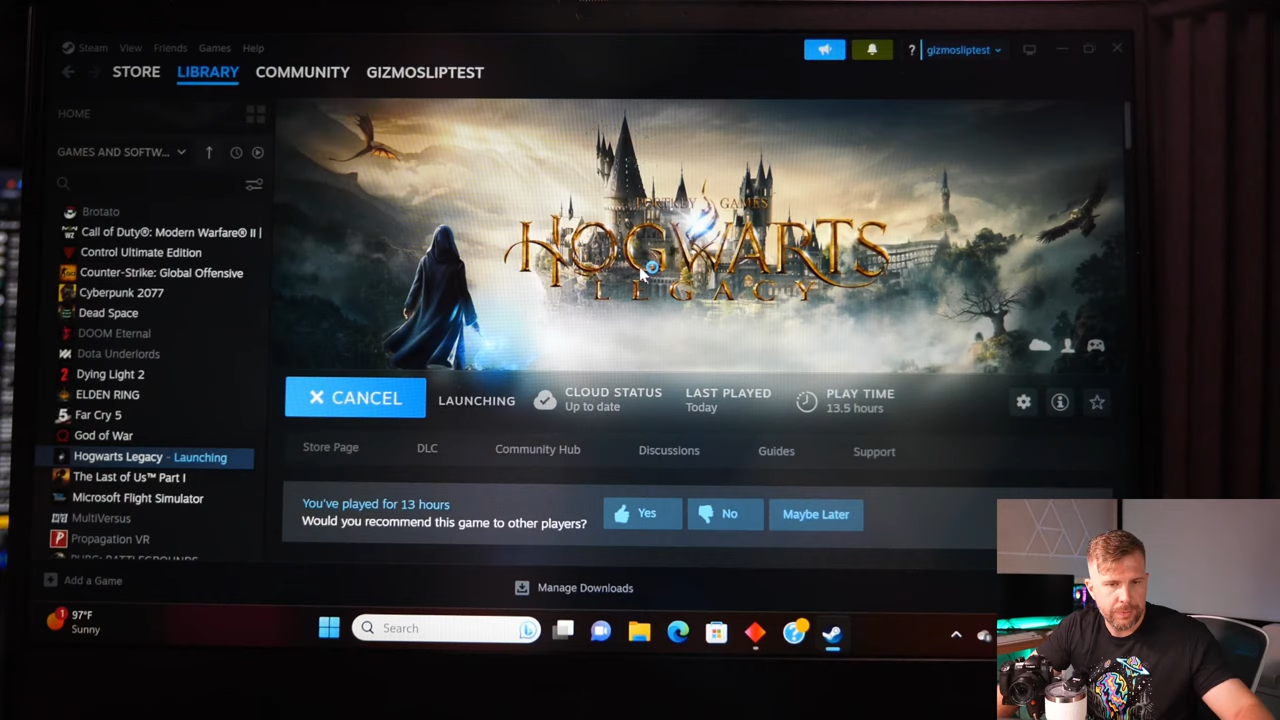 Steam View Friends Games Help
? gizmosliptest
STORE LIBRARY COMMUNITY GIZMOSLIPTEST
HOME
GAMES AND SOFTW...
Brotato
Call of Duty®: Modern Warfare® II |
Control Ultimate Edition
Counter-Strike: Global Offensive
Cyberpunk 2077
Dead Space
DOOM Eternal
Dota Underlords
Dying Light 2
ELDEN RING
Far Cry 5
God of War
Hogwarts Legacy - Launching
The Last of Us™ Part I
Microsoft Flight Simulator
MultiVersus
Propagation VR
PUBG: BATTLEGROUNDS
Add a Game
GAMES
HOGWARTS
LEGACY
CANCEL
LAUNCHING
CLOUD STATUS
Up to date
LAST PLAYED
Today
PLAY TIME
13.5 hours
Store Page DLC Community Hub Discussions Guides Support
You've played for 13 hours
Would you recommend this game to other players?
Yes No Maybe Later
Manage Downloads
1
97°F
Sunny
Search